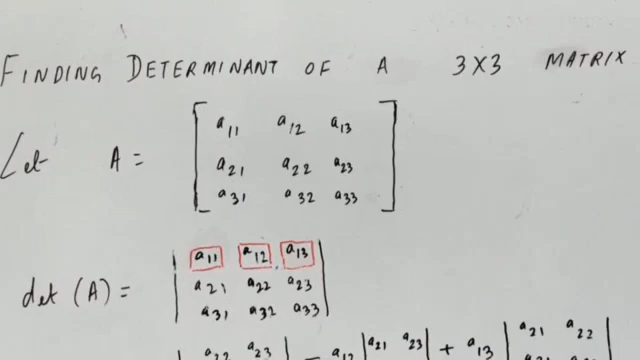 FINDING DETERMINANT OF A 3X3 MATRIX
Let A = [ a11 a12 a13
a21 a22 a23
a31 a32 a33 ]
det (A) = | a11 a12 a13
a21 a22 a23
a31 a32 a33 |
| a22 a23 | - a12 | a21 a23 | + a13 | a21 a22 |